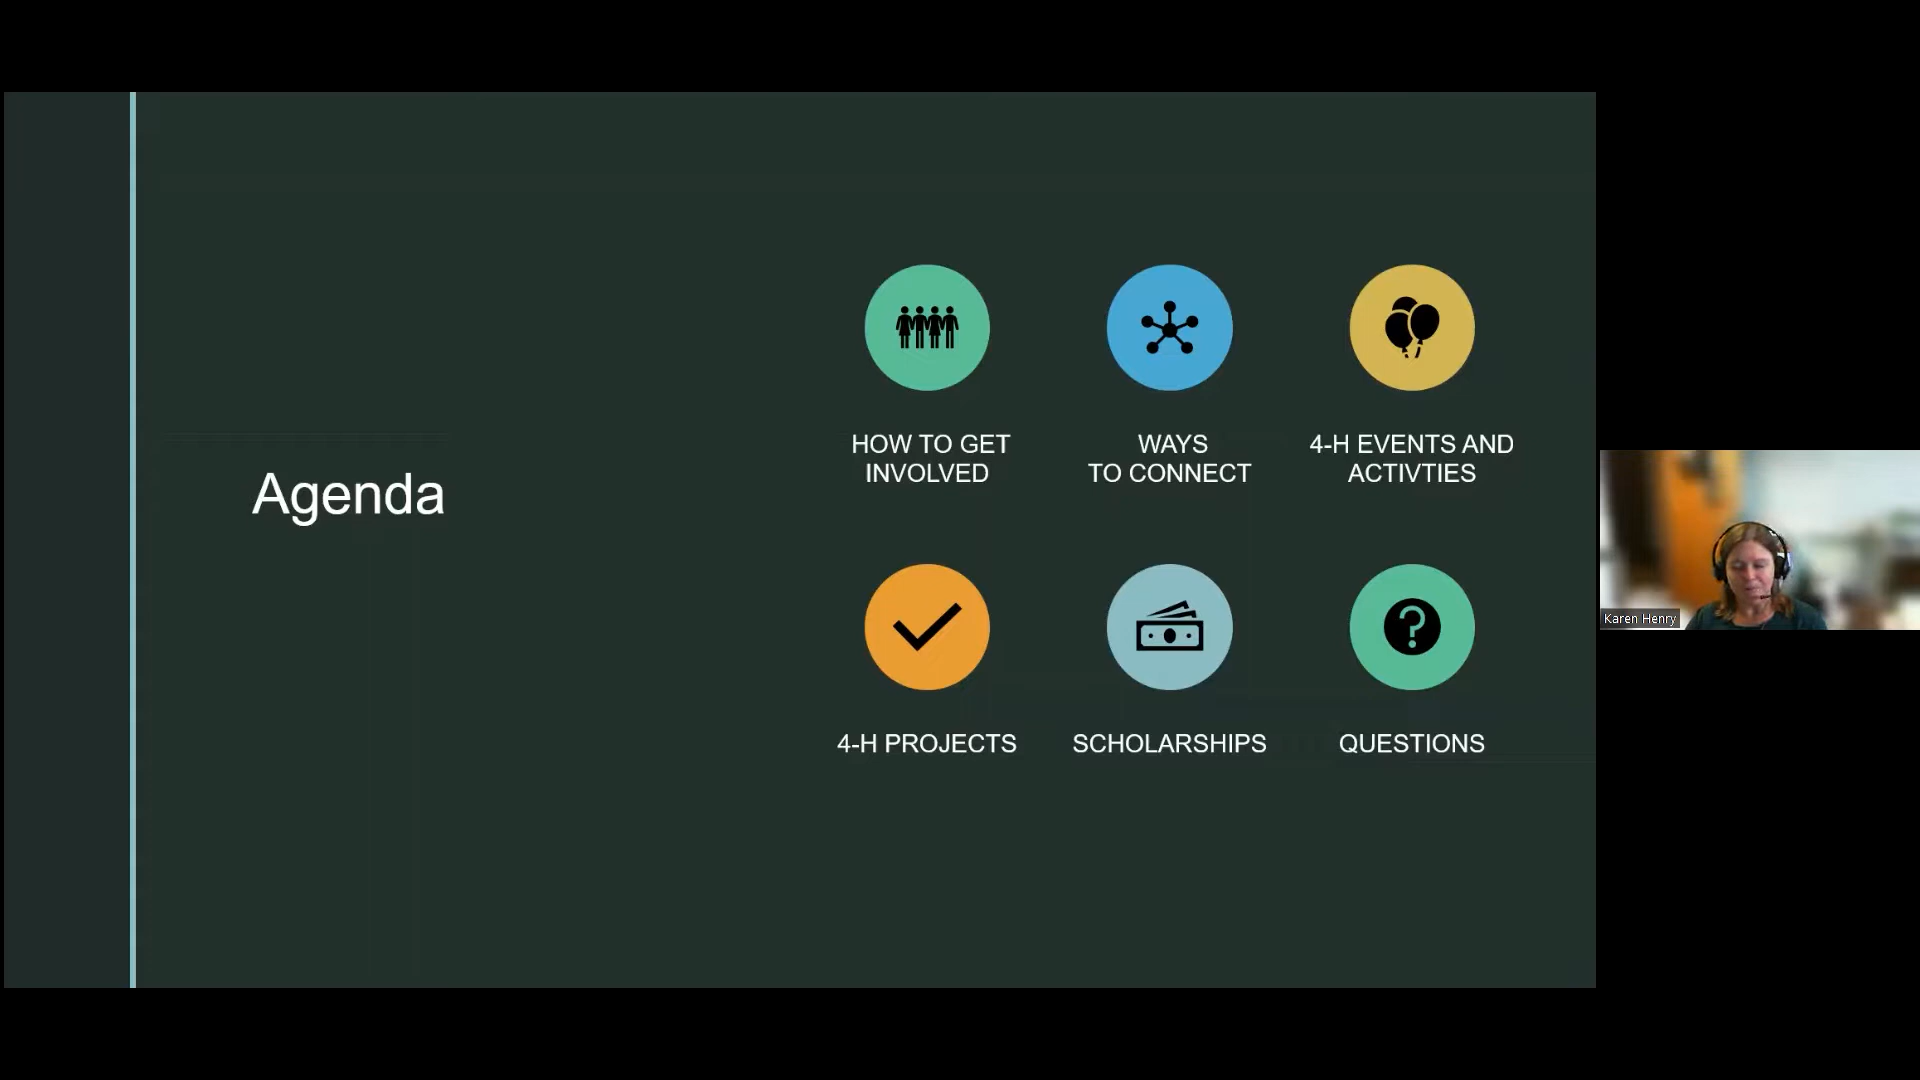 Agenda
HOW TO GET
INVOLVED
WAYS
TO CONNECT
4-H EVENTS AND
ACTIVTIES
4-H PROJECTS
SCHOLARSHIPS
QUESTIONS
Karen Henry